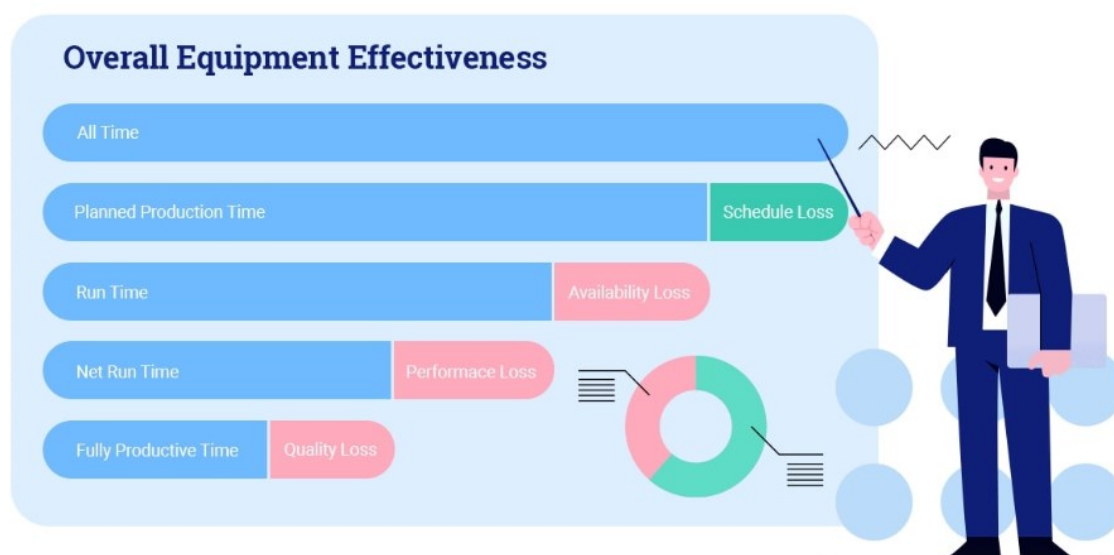 Overall Equipment Effectiveness
All Time
Planned Production Time
Schedule Loss
Run Time
Availability Loss
Net Run Time
Performace Loss
Fully Productive Time
Quality Loss